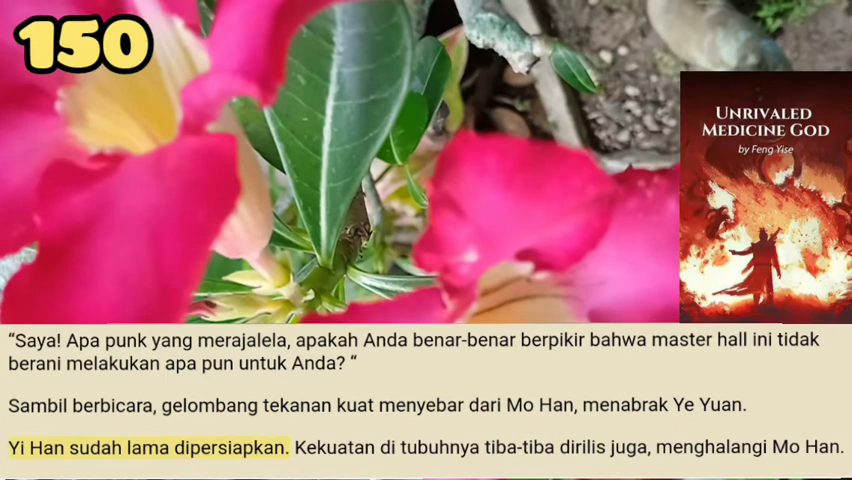 150
UNRIVALED
MEDICINE GOD
by Feng Yise
“Saya! Apa punk yang merajalela, apakah Anda benar-benar berpikir bahwa master hall ini tidak
berani melakukan apa pun untuk Anda? “
Sambil berbicara, gelombang tekanan kuat menyebar dari Mo Han, menabrak Ye Yuan.
Yi Han sudah lama dipersiapkan. Kekuatan di tubuhnya tiba-tiba dirilis juga, menghalangi Mo Han.